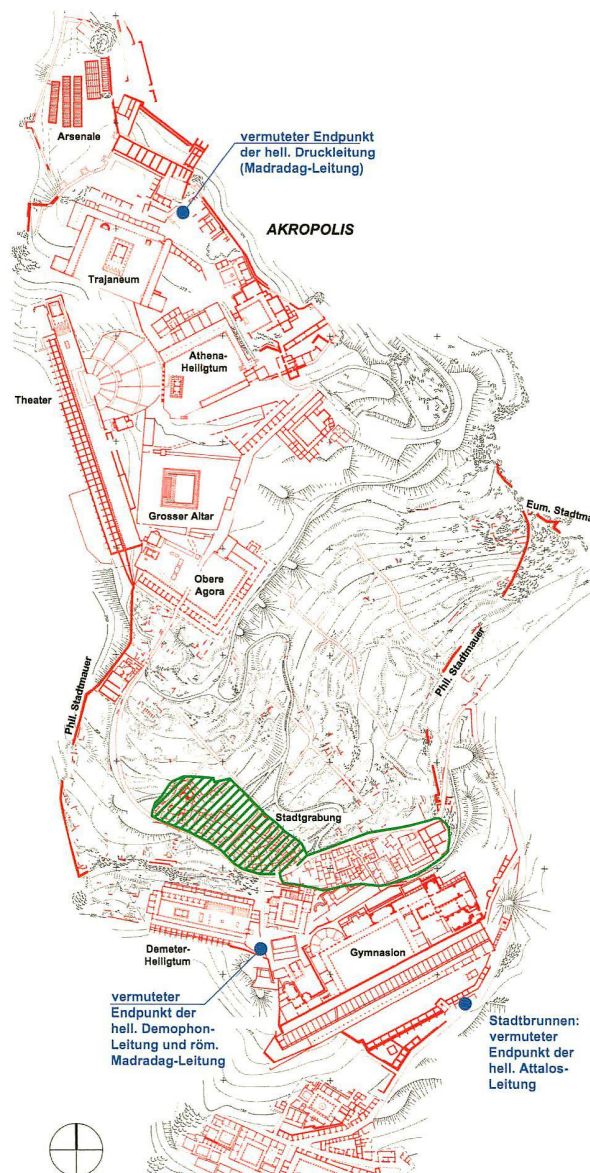 Arsenale
vermuteter Endpunkt
der hell. Druckleitung
(Madradag-Leitung)
AKROPOLIS
Trajaneum
Athena-
Heiligtum
Theater
Grosser Altar
Eum. Stadtma
Obere
Agora
Phil. Stadtmauer
Phil. Stadtmauer
Stadtgrabung
Demeter-
Heiligtum
Gymnasion
vermuteter
Endpunkt der
hell. Demophon-
Leitung und röm.
Madradag-Leitung
Stadtbrunnen:
vermuteter
Endpunkt der
hell. Attalos-
Leitung